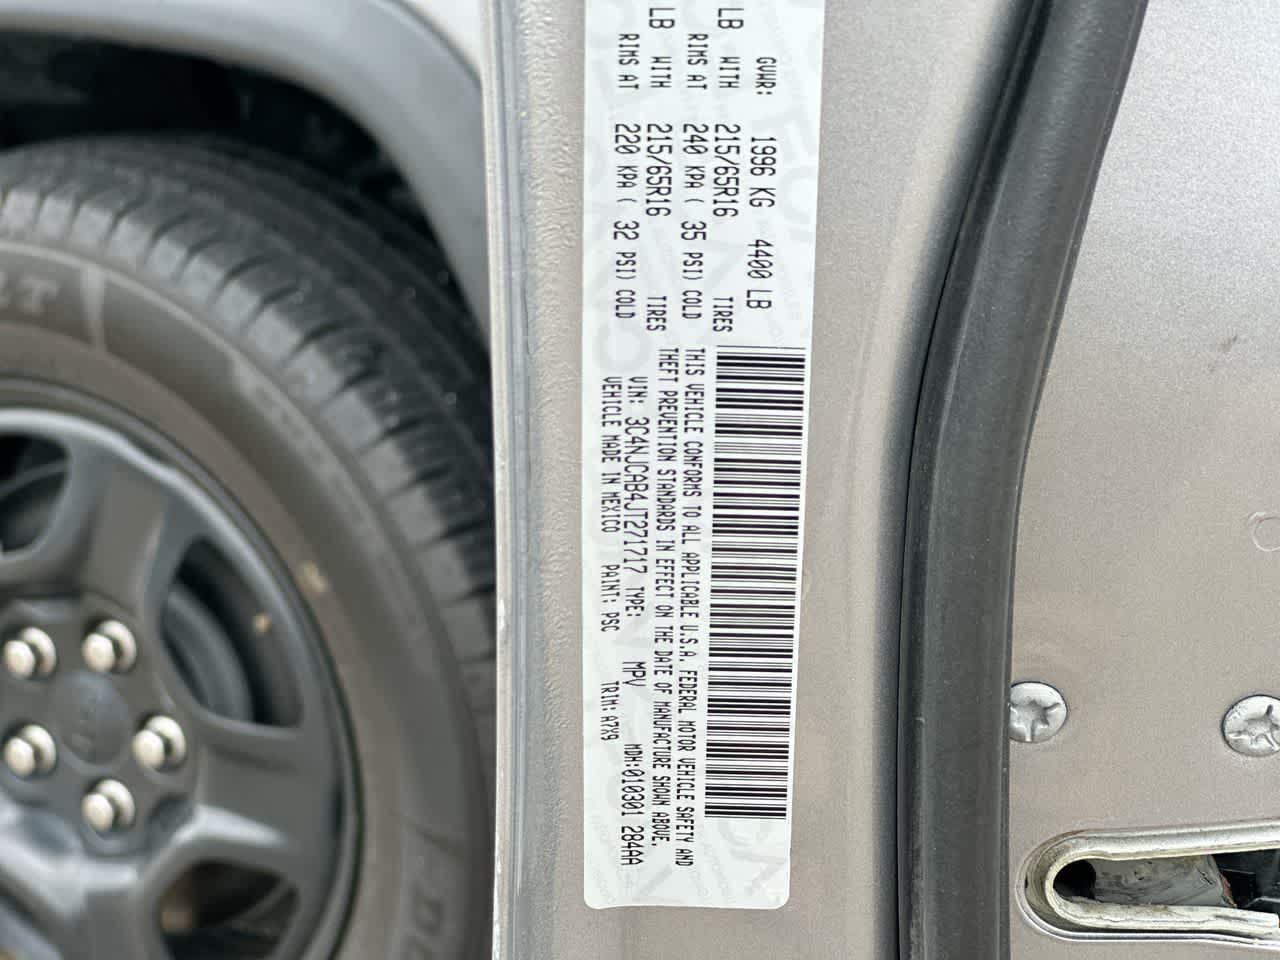 GVWR: 1996 KG 4400 LB
LB WITH 215/65R16 TIRES
RIMS AT 240 KPA ( 35 PSI) COLD
LB WITH 215/65R16 TIRES
RIMS AT 220 KPA ( 32 PSI) COLD
THIS VEHICLE CONFORMS TO ALL APPLICABLE U.S.A. FEDERAL MOTOR VEHICLE SAFETY AND
THEFT PREVENTION STANDARDS IN EFFECT ON THE DATE OF MANUFACTURE SHOWN ABOVE.
VIN: 3C4NJCAB4JT271717 TYPE: MPV MDH:010301 284AA
VEHICLE MADE IN MEXICO PAINT: PSC TRIM: A7X9